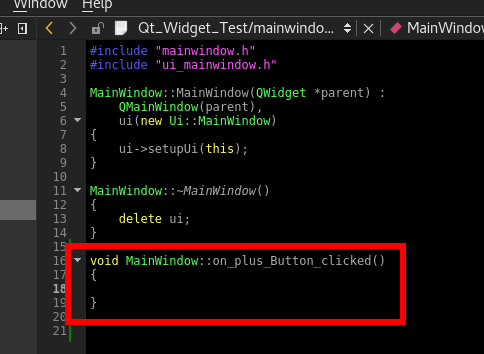 Window Help
Qt_Widget_Test/mainwindo... MainWindow
1 #include "mainwindow.h"
2 #include "ui_mainwindow.h"
3
4 MainWindow::MainWindow(QWidget *parent) :
5 QMainWindow(parent),
6 ui(new Ui::MainWindow)
7 {
8 ui->setupUi(this);
9 }
10
11 MainWindow::~MainWindow()
12 {
13 delete ui;
14 }
15
16 void MainWindow::on_plus_Button_clicked()
17 {
18
19 }
20
21